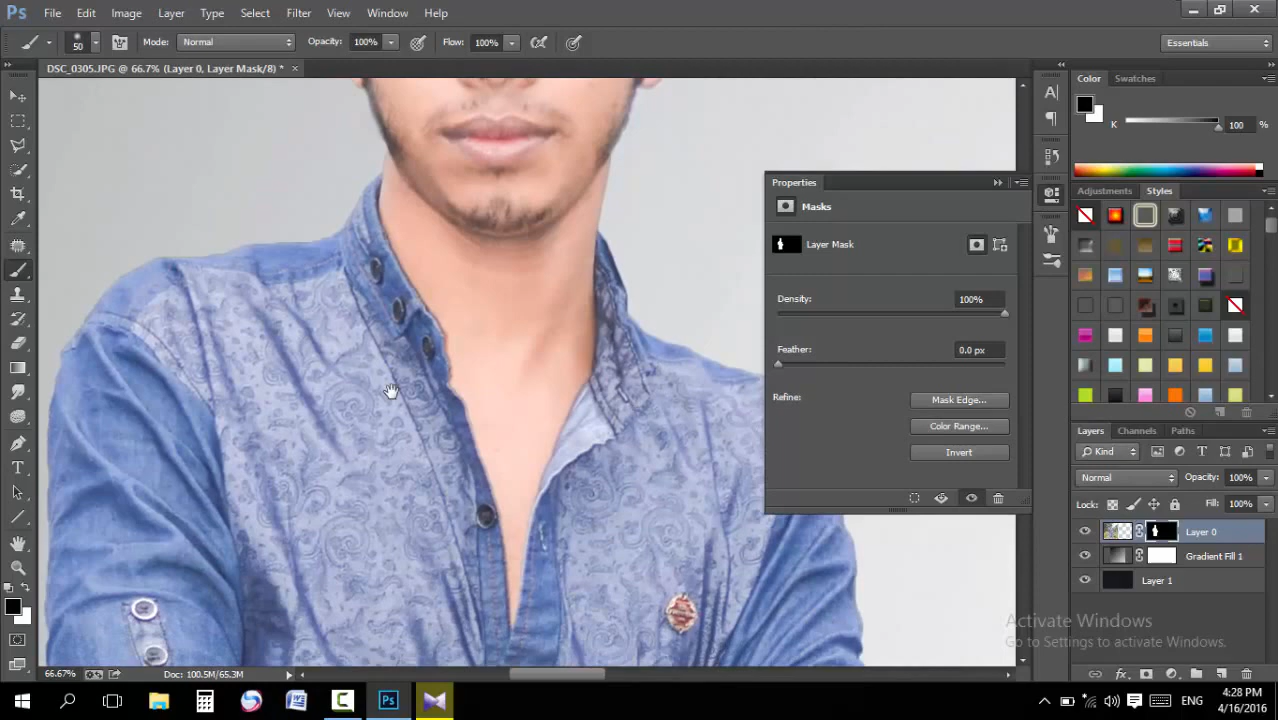 Ps File Edit Image Layer Type Select Filter View Window Help
50 Mode: Normal Opacity: 100% Flow: 100% Essentials
DSC_0305.JPG @ 66.7% (Layer 0, Layer Mask/8) * ×
Color Swatches
K 100 %
Properties
Masks
Layer Mask
Density: 100%
Feather: 0.0 px
Refine: Mask Edge...
Color Range...
Invert
Adjustments Styles
Layers Channels Paths
Kind
Normal Opacity: 100%
Lock: Fill: 100%
Layer 0
Gradient Fill 1
Layer 1
Activate Windows
Go to Settings to activate Windows.
66.67% Doc: 100.5M/65.3M
ENG 4:28 PM
4/16/2016